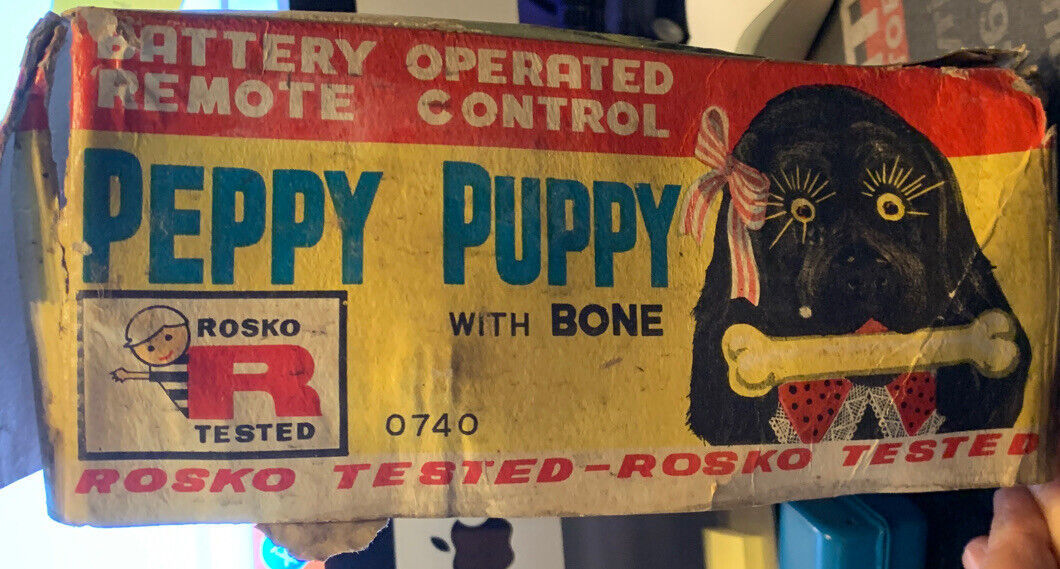 BATTERY OPERATED
REMOTE CONTROL
PEPPY PUPPY
WITH BONE
ROSKO
R
TESTED
0740
ROSKO TESTED-ROSKO TESTED